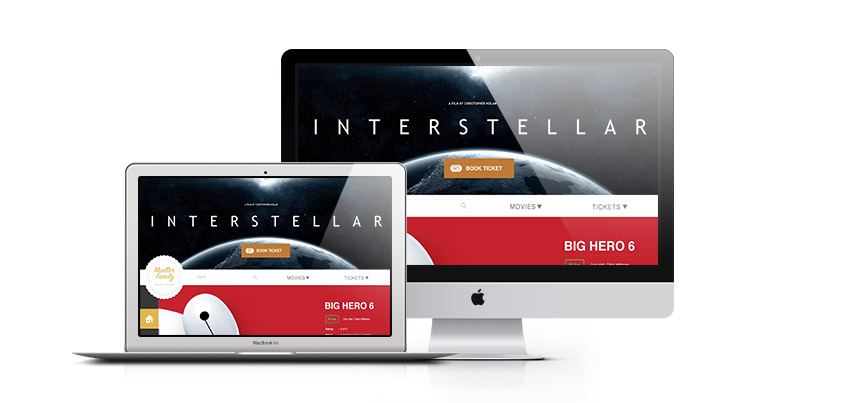 A FILM BY CHRISTOPHER NOLAN
INTERSTELLAR
BOOK TICKET
MOVIES▼
TICKETS▼
BIG HERO 6
A FILM BY CHRISTOPHER NOLAN
INTERSTELLAR
BOOK TICKET
Mueller
Family
MOVIES▼
TICKETS▼
BIG HERO 6
MacBook Air